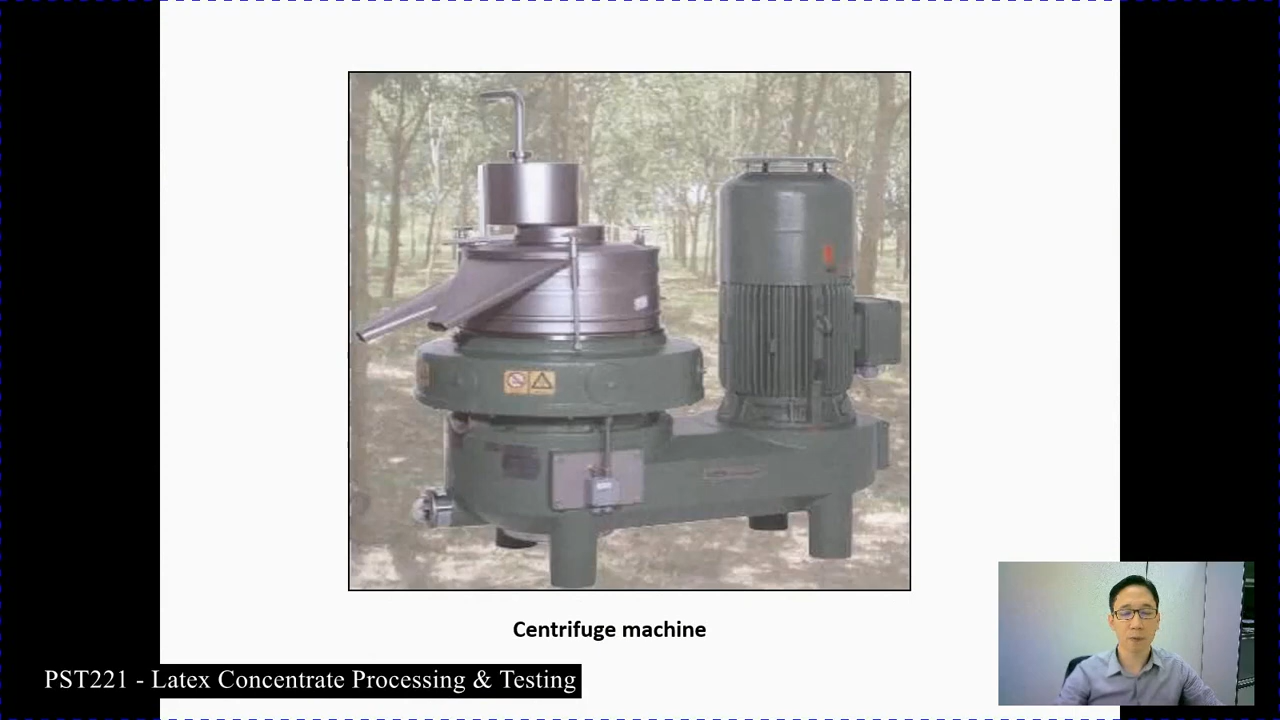 Centrifuge machine
PST221 - Latex Concentrate Processing & Testing